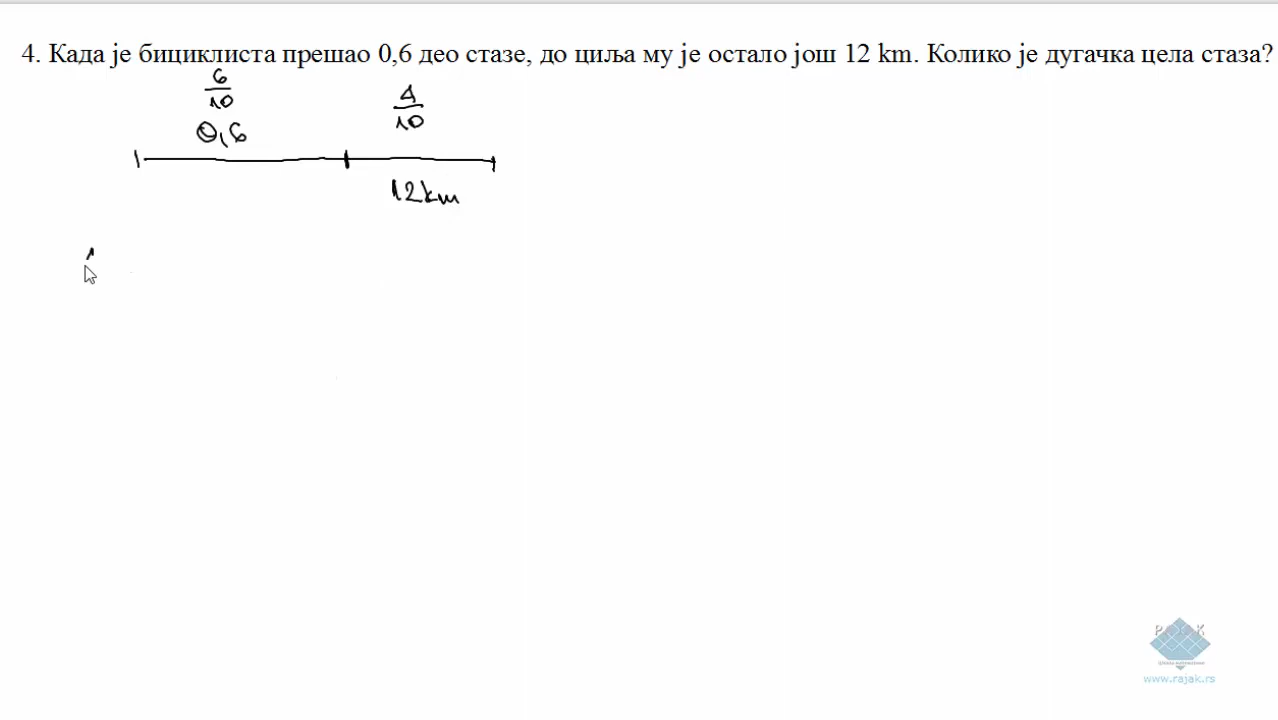 4. Када је бициклиста прешао 0,6 део стазе, до циља му је остало још 12 km. Колико је дугачка цела стаза?
6/10
4/10
0,6
12km
РАЈАК
www.rajak.rs